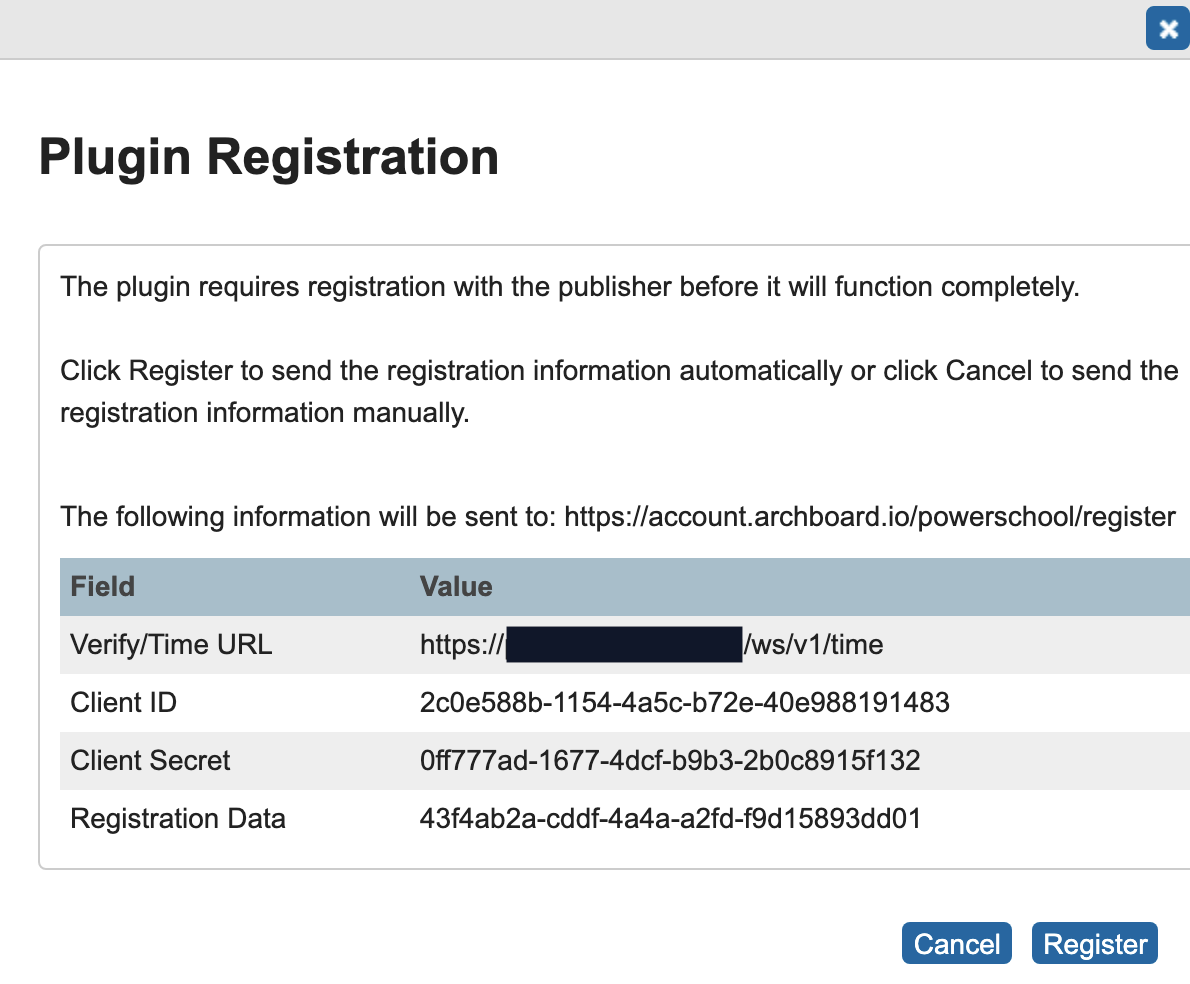 Plugin Registration
The plugin requires registration with the publisher before it will function completely.
Click Register to send the registration information automatically or click Cancel to send the
registration information manually.
The following information will be sent to: https://account.archboard.io/powerschool/register
Field Value
Verify/Time URL https:// /ws/v1/time
Client ID 2c0e588b-1154-4a5c-b72e-40e988191483
Client Secret 0ff777ad-1677-4dcf-b9b3-2b0c8915f132
Registration Data 43f4ab2a-cddf-4a4a-a2fd-f9d15893dd01
Cancel Register